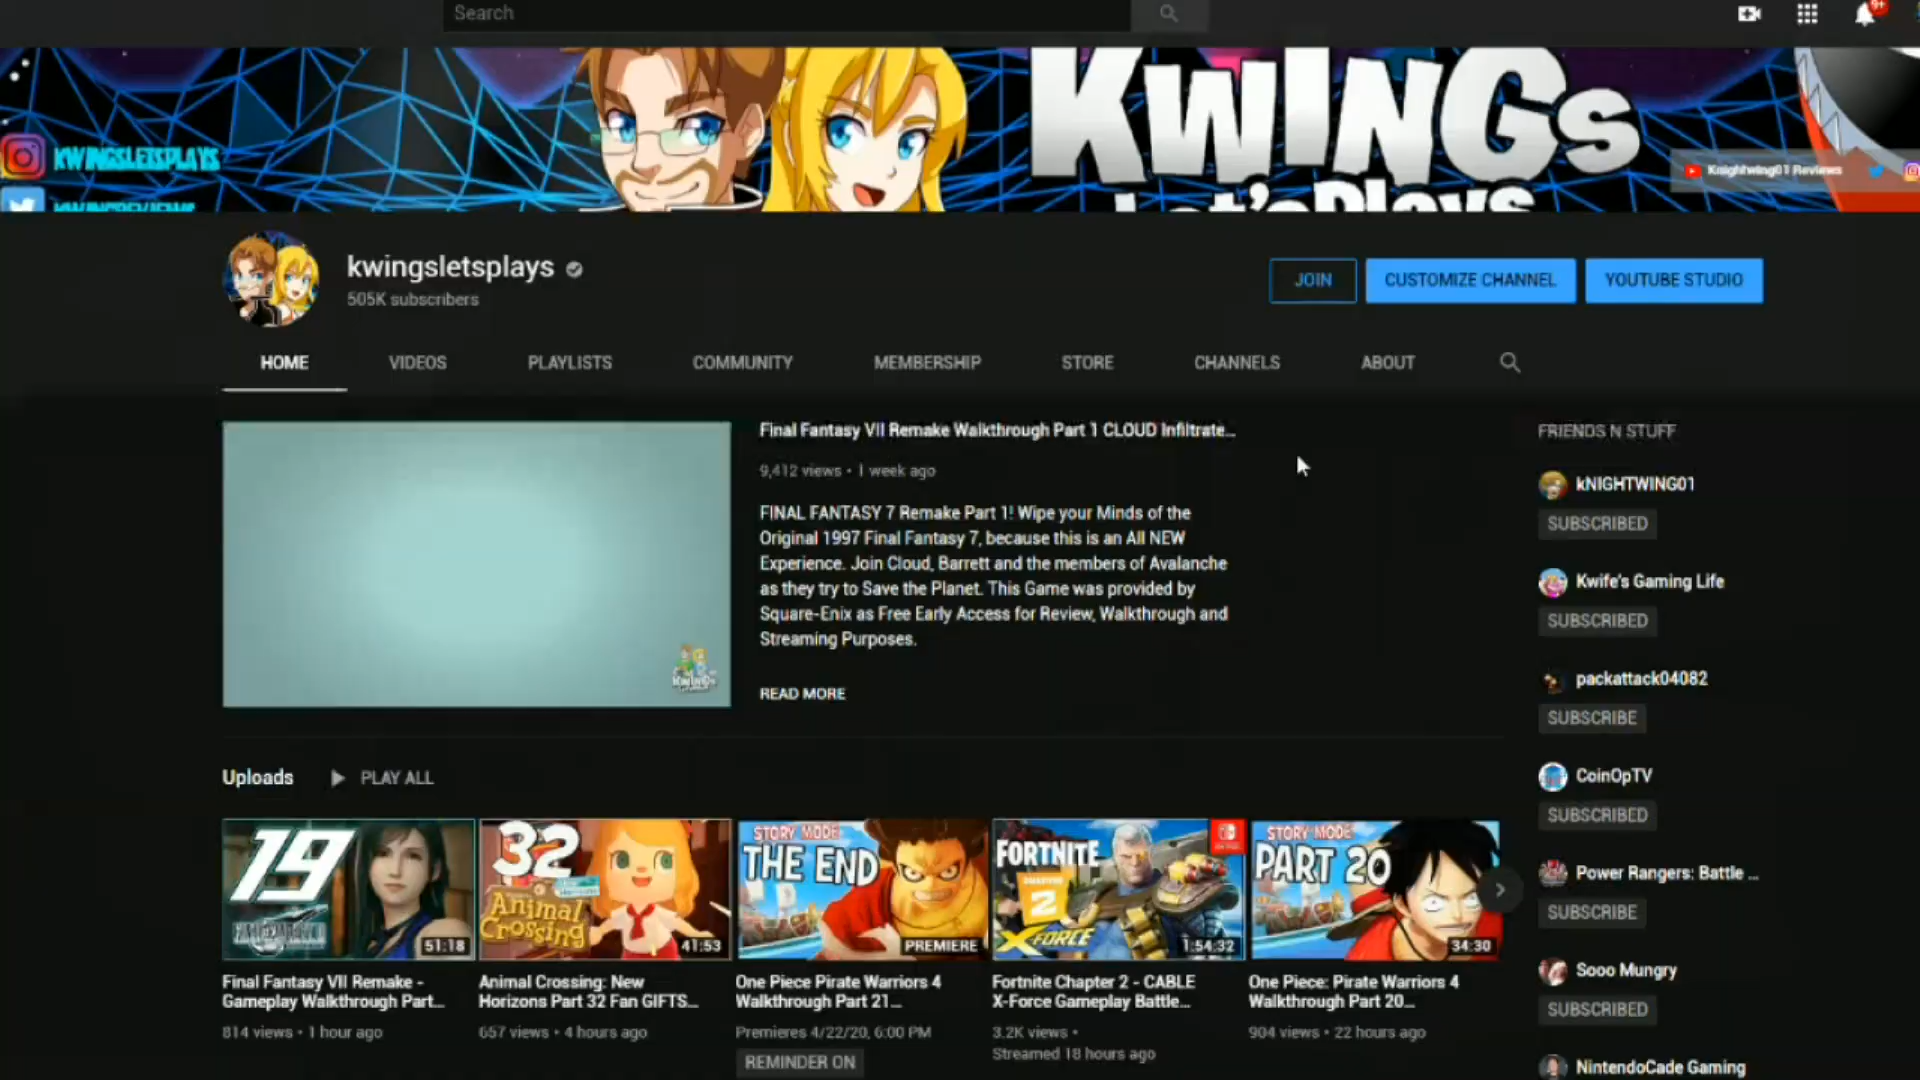 Search
9+
KWINGSLETSPLAYS
KWINGREVIEWS
KWINGs
Let'sPlays
Knightwing01 Reviews
kwingsletsplays
505K subscribers
JOIN
CUSTOMIZE CHANNEL
YOUTUBE STUDIO
HOME
VIDEOS
PLAYLISTS
COMMUNITY
MEMBERSHIP
STORE
CHANNELS
ABOUT
Final Fantasy VII Remake Walkthrough Part 1 CLOUD Infiltrate...
9,412 views • 1 week ago
FINAL FANTASY 7 Remake Part 1! Wipe your Minds of the
Original 1997 Final Fantasy 7, because this is an All NEW
Experience. Join Cloud, Barrett and the members of Avalanche
as they try to Save the Planet. This Game was provided by
Square-Enix as Free Early Access for Review, Walkthrough and
Streaming Purposes.
READ MORE
KWINGs
FRIENDS N STUFF
kNIGHTWING01
SUBSCRIBED
Kwife's Gaming Life
SUBSCRIBED
packattack04082
SUBSCRIBE
CoinOpTV
SUBSCRIBED
Power Rangers: Battle ...
SUBSCRIBE
Sooo Mungry
SUBSCRIBED
NintendoCade Gaming
Uploads
PLAY ALL
19
51:18
Final Fantasy VII Remake -
Gameplay Walkthrough Part...
814 views • 1 hour ago
32
Animal
Crossing
41:53
Animal Crossing: New
Horizons Part 32 Fan GIFTS...
657 views • 4 hours ago
STORY MODE
THE END
PREMIERE
One Piece Pirate Warriors 4
Walkthrough Part 21...
Premieres 4/22/20, 6:00 PM
REMINDER ON
FORTNITE
2
X-FORCE
1:54:32
Fortnite Chapter 2 - CABLE
X-Force Gameplay Battle...
3.2K views •
Streamed 18 hours ago
STORY MODE
PART 20
34:30
One Piece: Pirate Warriors 4
Walkthrough Part 20...
904 views • 22 hours ago